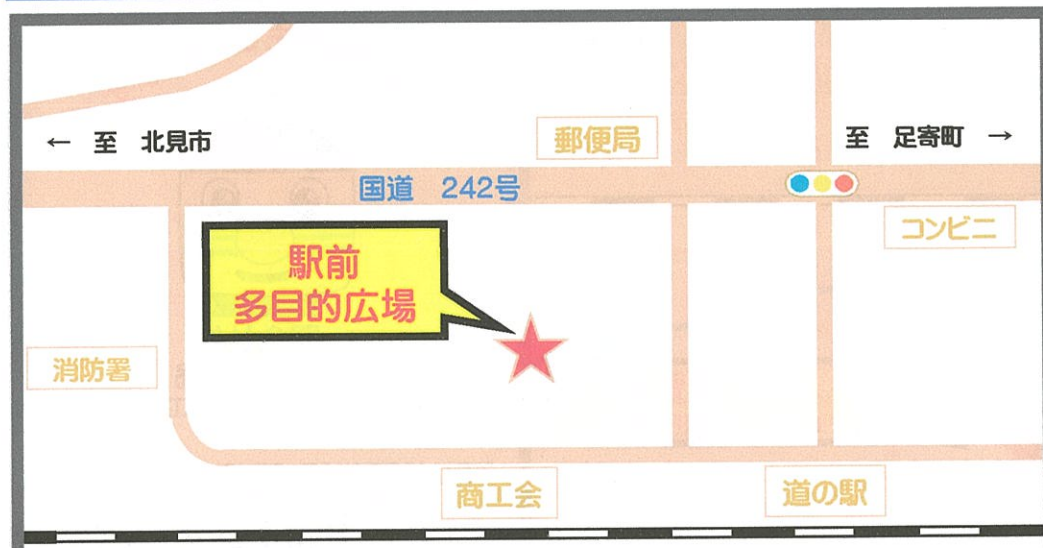 ← 至 北見市
郵便局
至 足寄町 →
国道 242号
コンビニ
駅前
多目的広場
消防署
商工会
道の駅